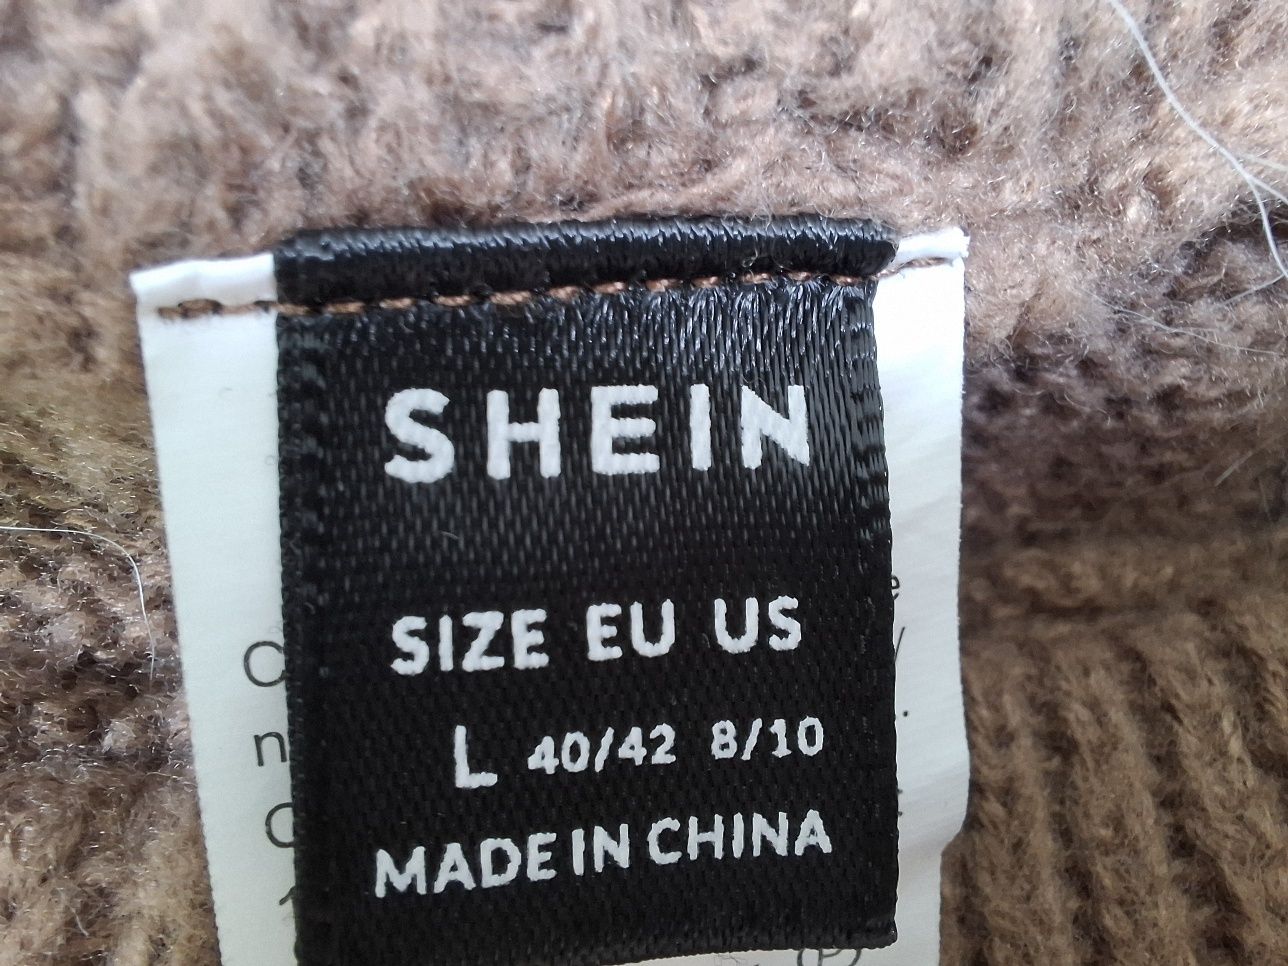 SHEIN
SIZE EU US
L 40/42 8/10
MADE IN CHINA